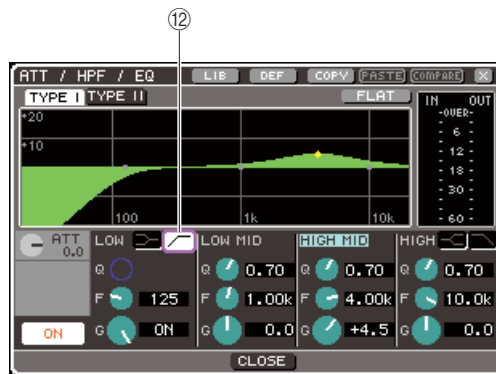 ⑫
ATT / HPF / EQ LIB DEF COPY PASTE COMPARE X
TYPE I TYPE II FLAT IN OUT
+20 -OVER-
6
+10 12
18
30
100 1k 10k 60
ATT 0.0 LOW LOW MID HIGH MID HIGH
Q Q 0.70 Q 0.70 Q 0.70
F 125 F 1.00k F 4.00k F 10.0k
ON G ON G 0.0 G +4.5 G 0.0
CLOSE